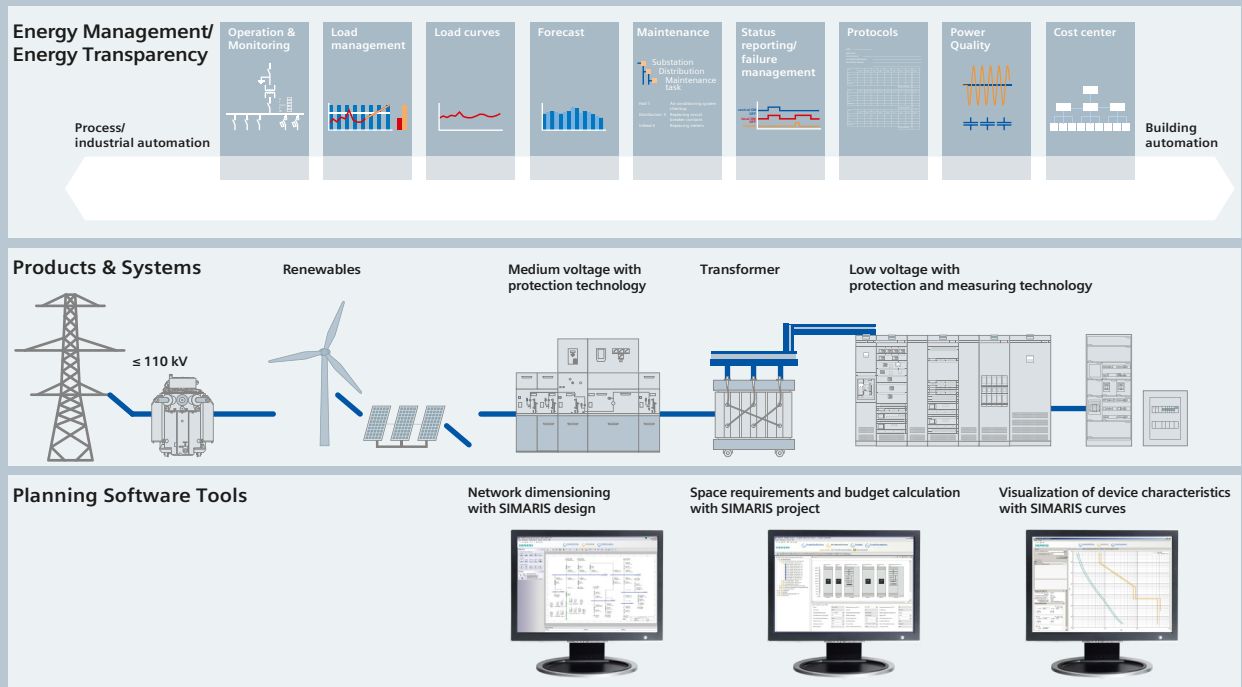 Energy Management/
Energy Transparency
Process/
industrial automation
Operation &
Monitoring
Load
management
Load curves
Forecast
Maintenance
Substation
Distribution
Maintenance
task
Status
reporting/
failure
management
Protocols
Power
Quality
Cost center
Building
automation
Products & Systems
≤ 110 kV
Renewables
Medium voltage with
protection technology
Transformer
Low voltage with
protection and measuring technology
Planning Software Tools
Network dimensioning
with SIMARIS design
Space requirements and budget calculation
with SIMARIS project
Visualization of device characteristics
with SIMARIS curves